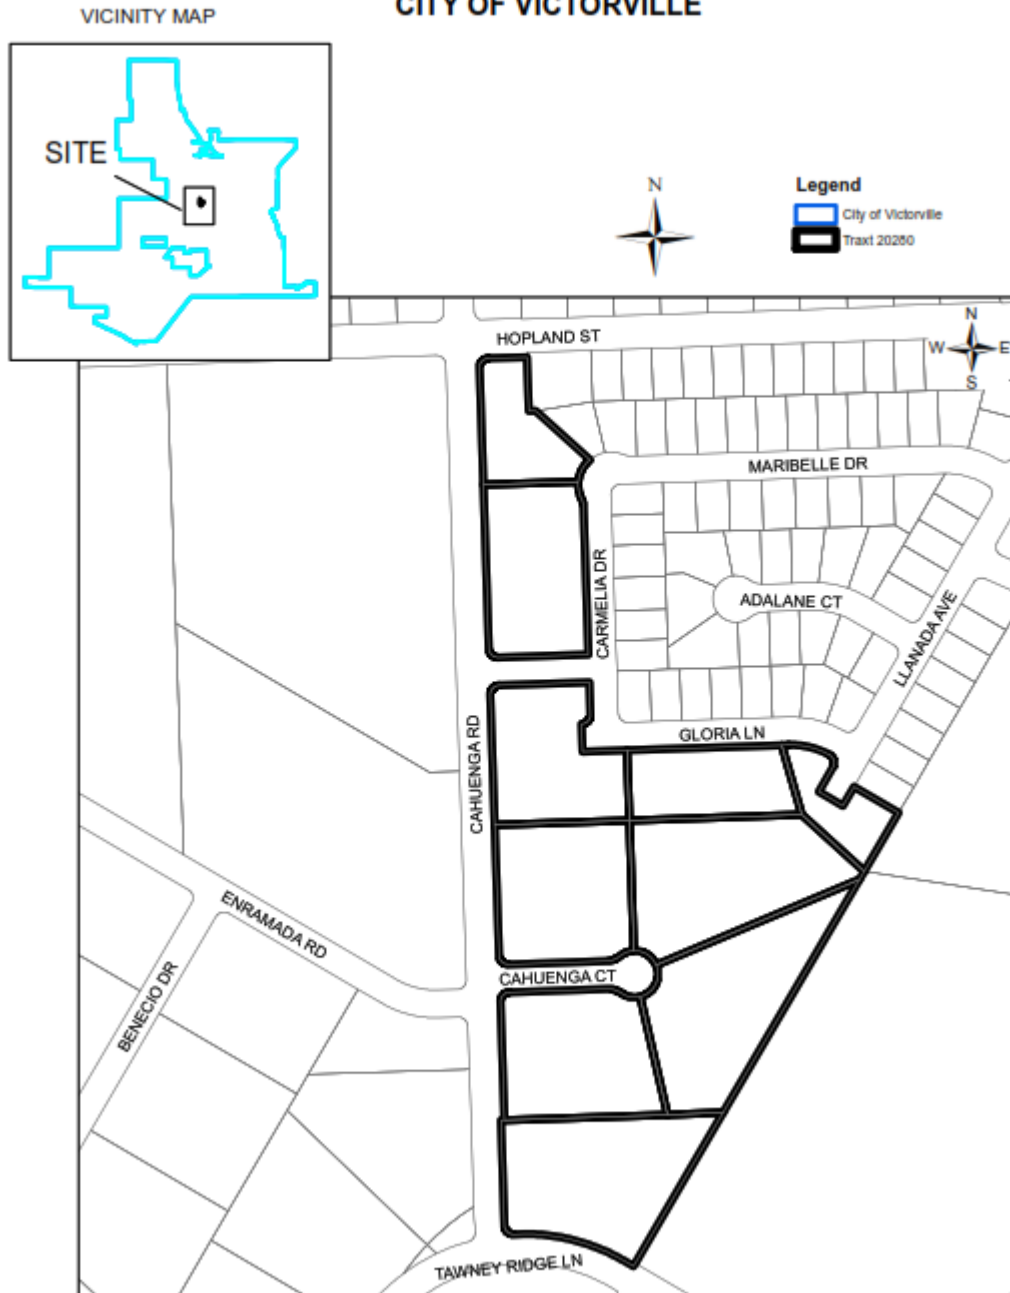 CITY OF VICTORVILLE
VICINITY MAP
SITE
N
Legend
City of Victorville
Traxt 20280
HOPLAND ST
N
W
E
S
MARIBELLE DR
CARMELIA DR
ADALANE CT
LLANADA AVE
GLORIA LN
CAHUENGA RD
ENRAMADA RD
CAHUENGA CT
BENECIO DR
TAWNEY RIDGE LN